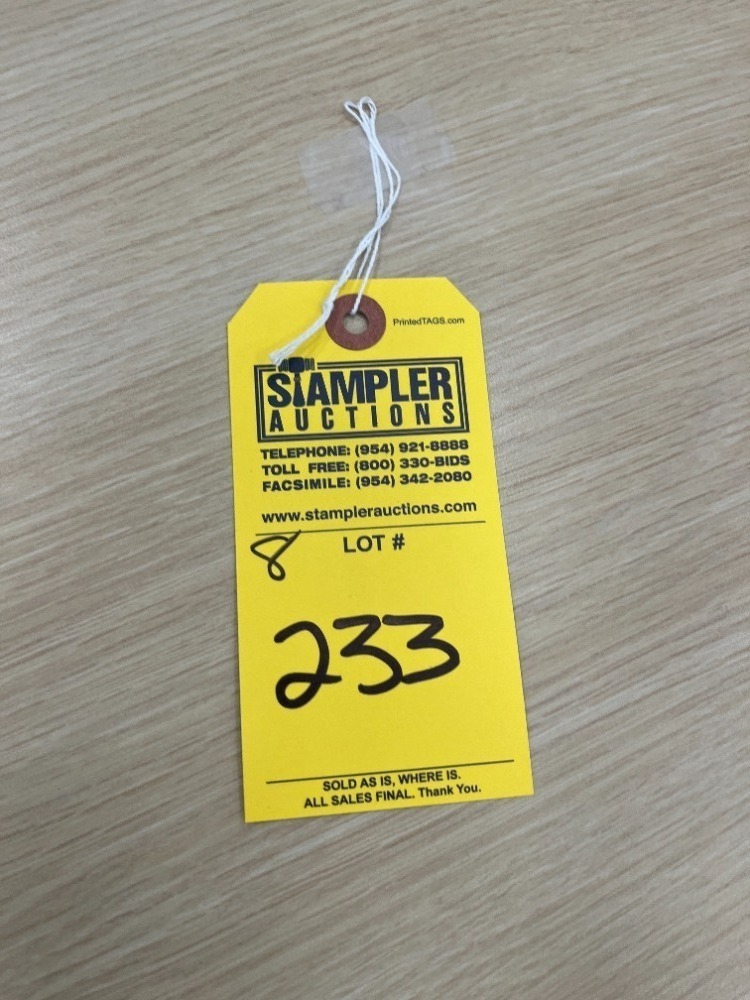 PrintedTAGS.com
STAMPLER
AUCTIONS
TELEPHONE: (954) 921-8888
TOLL FREE: (800) 330-BIDS
FACSIMILE: (954) 342-2080
www.stamplerauctions.com
8 LOT #
233
SOLD AS IS, WHERE IS.
ALL SALES FINAL. Thank You.